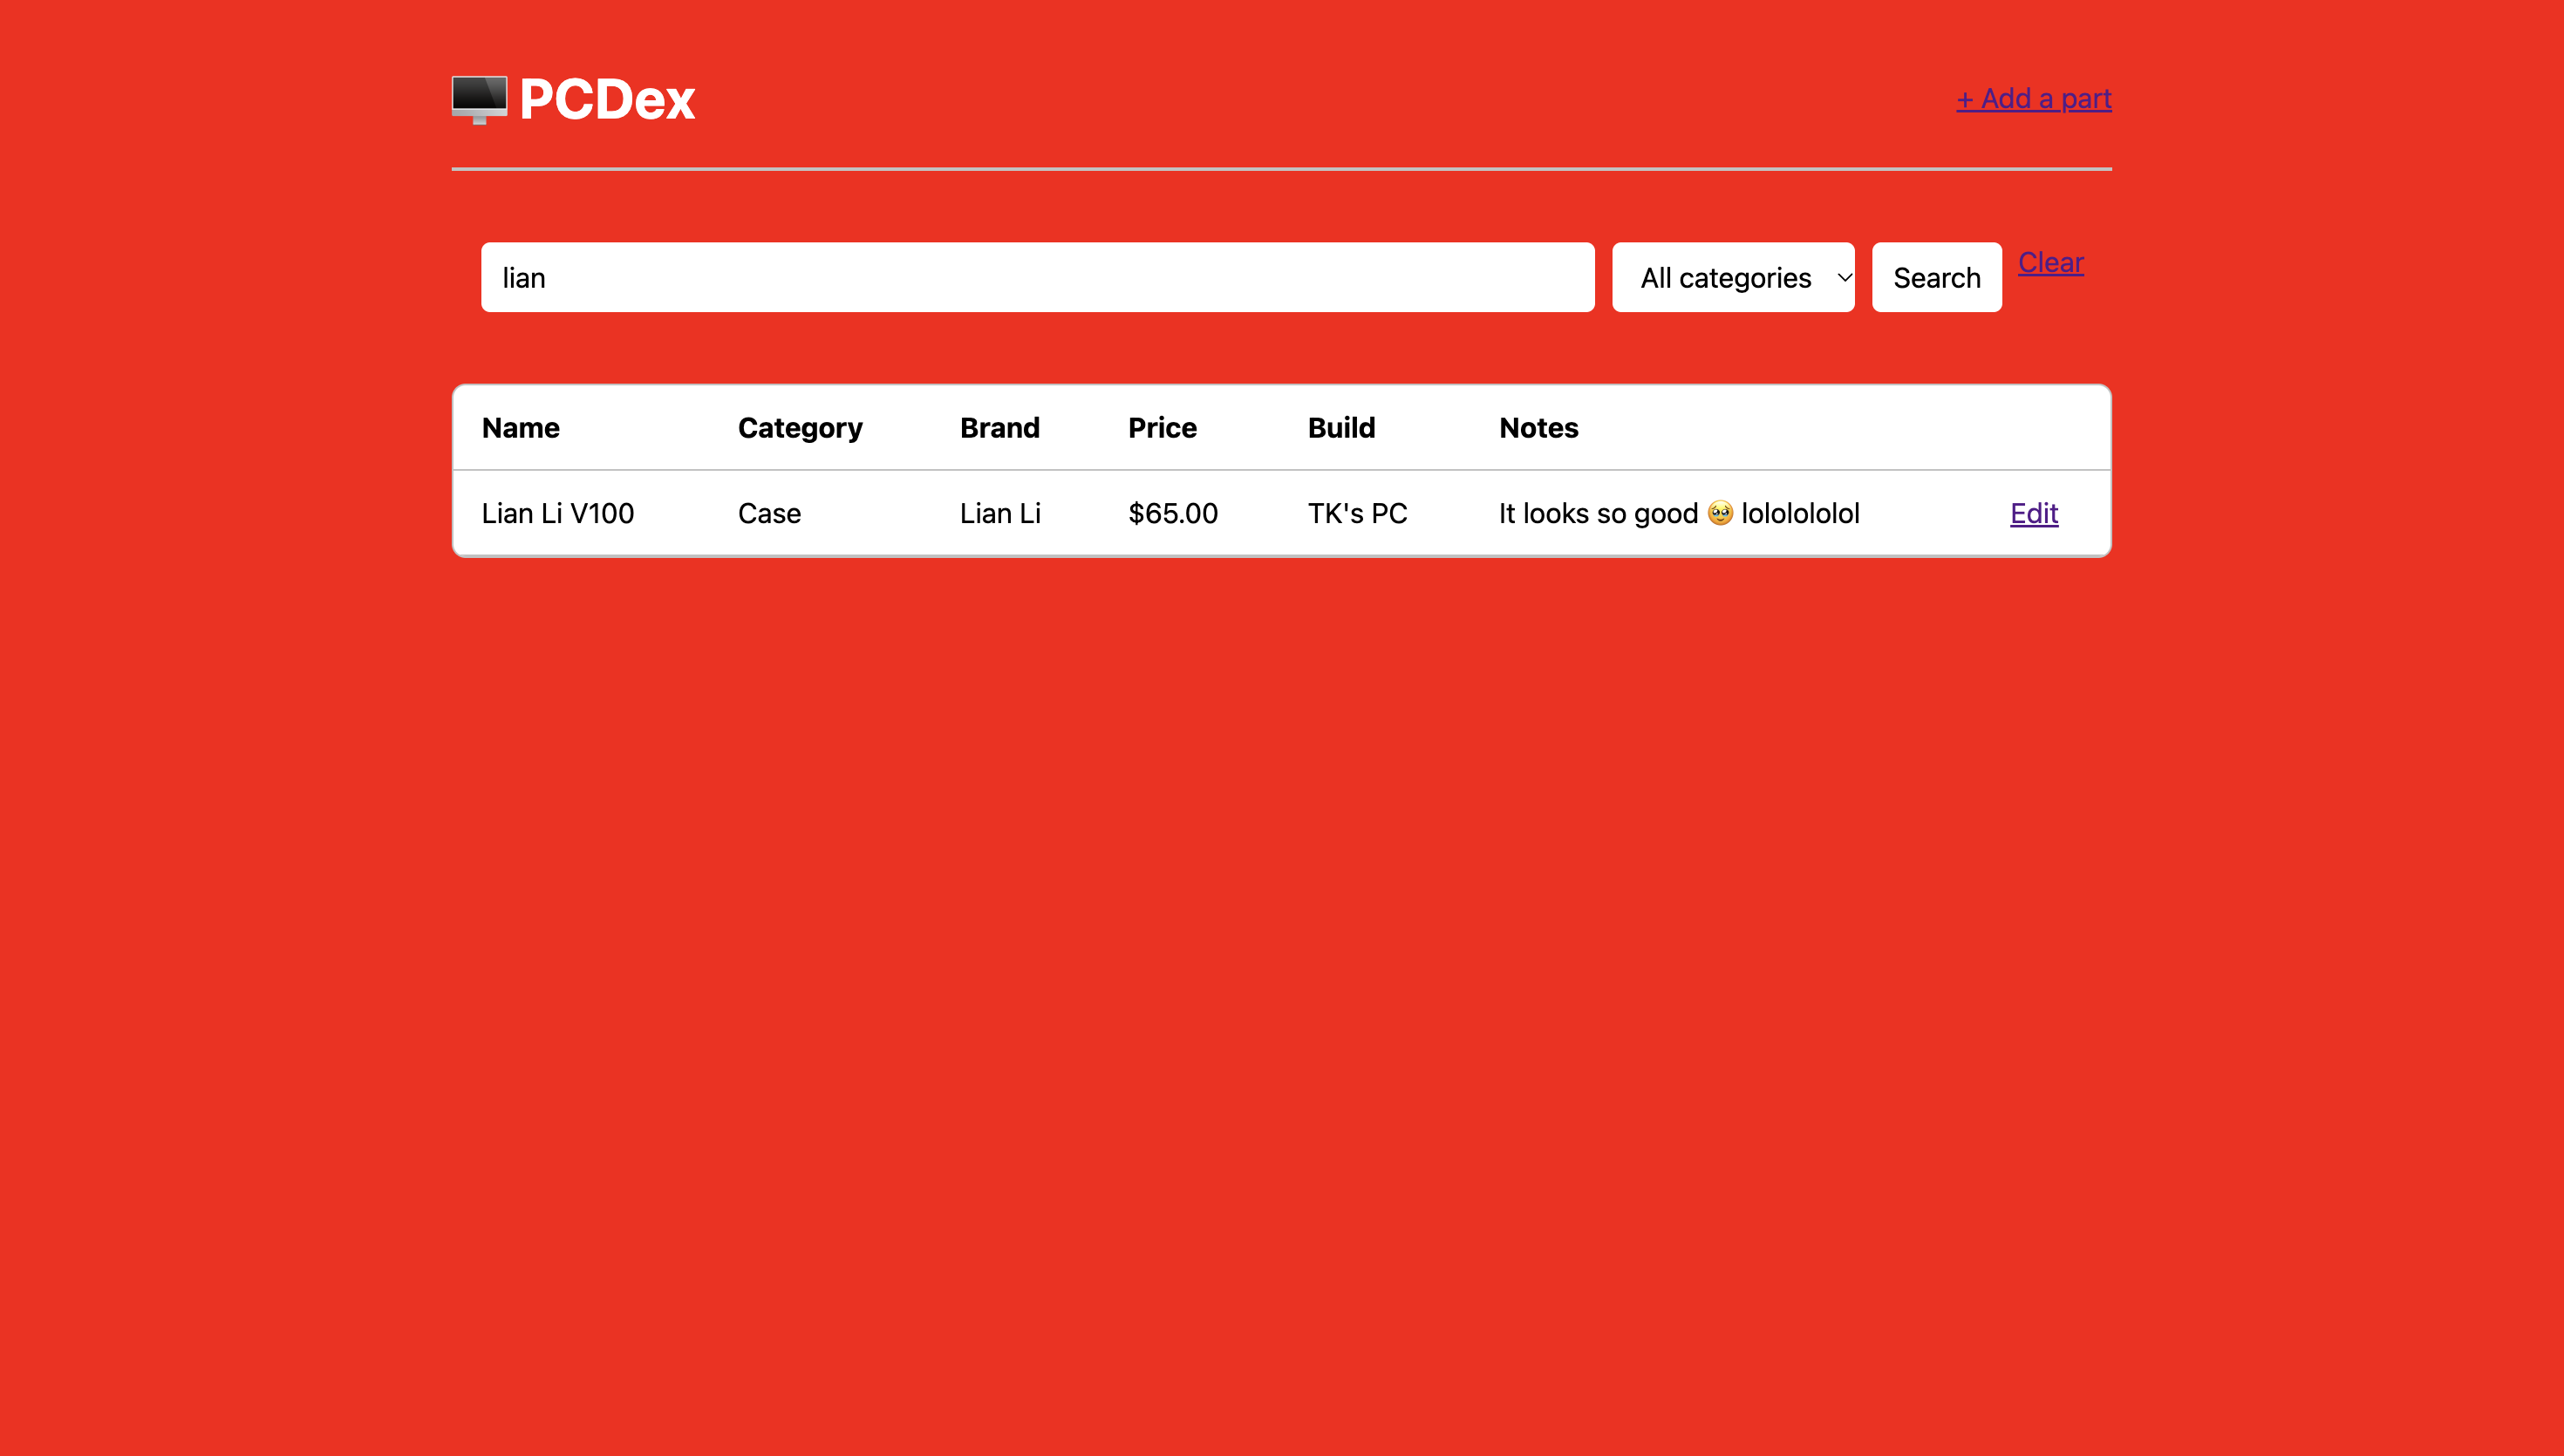 🖥️ PCDex
+ Add a part
lian All categories Search Clear
Name Category Brand Price Build Notes
Lian Li V100 Case Lian Li $65.00 TK's PC It looks so good 🥹 lolololol​ol Edit